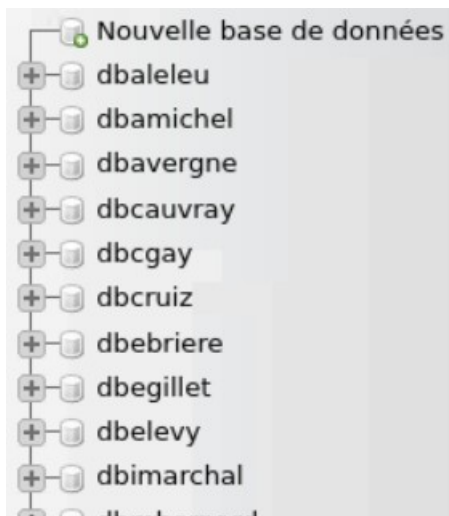 Nouvelle base de données
dbaleleu
dbamichel
dbavergne
dbcauvray
dbcgay
dbcruiz
dbebriere
dbegillet
dbelevy
dbimarchal